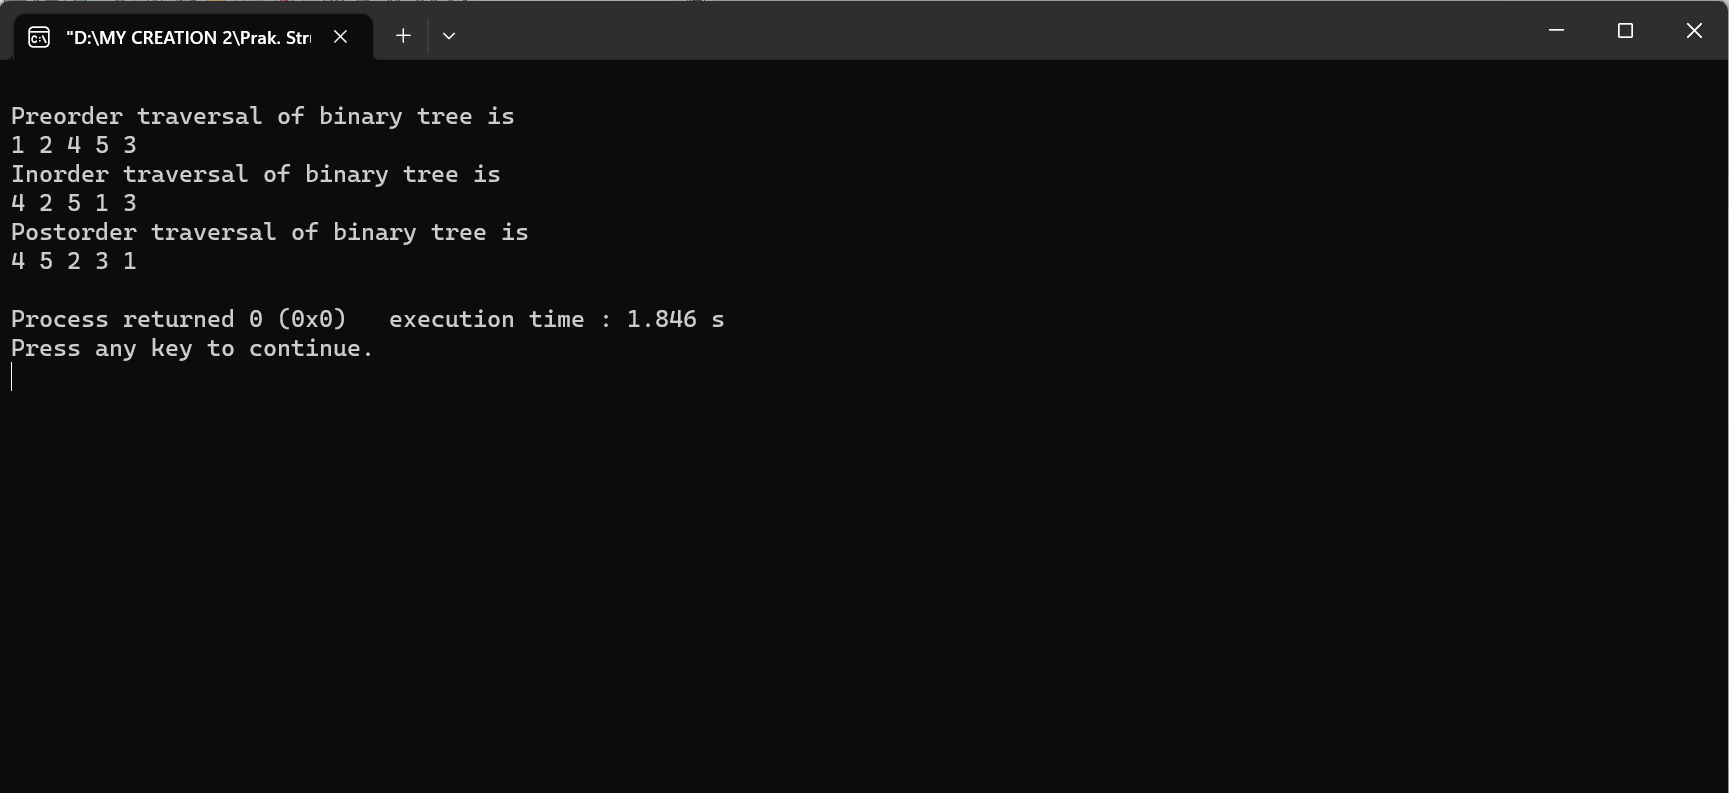 "D:\MY CREATION 2\Prak. Str
Preorder traversal of binary tree is
1 2 4 5 3
Inorder traversal of binary tree is
4 2 5 1 3
Postorder traversal of binary tree is
4 5 2 3 1
Process returned 0 (0x0)   execution time : 1.846 s
Press any key to continue.